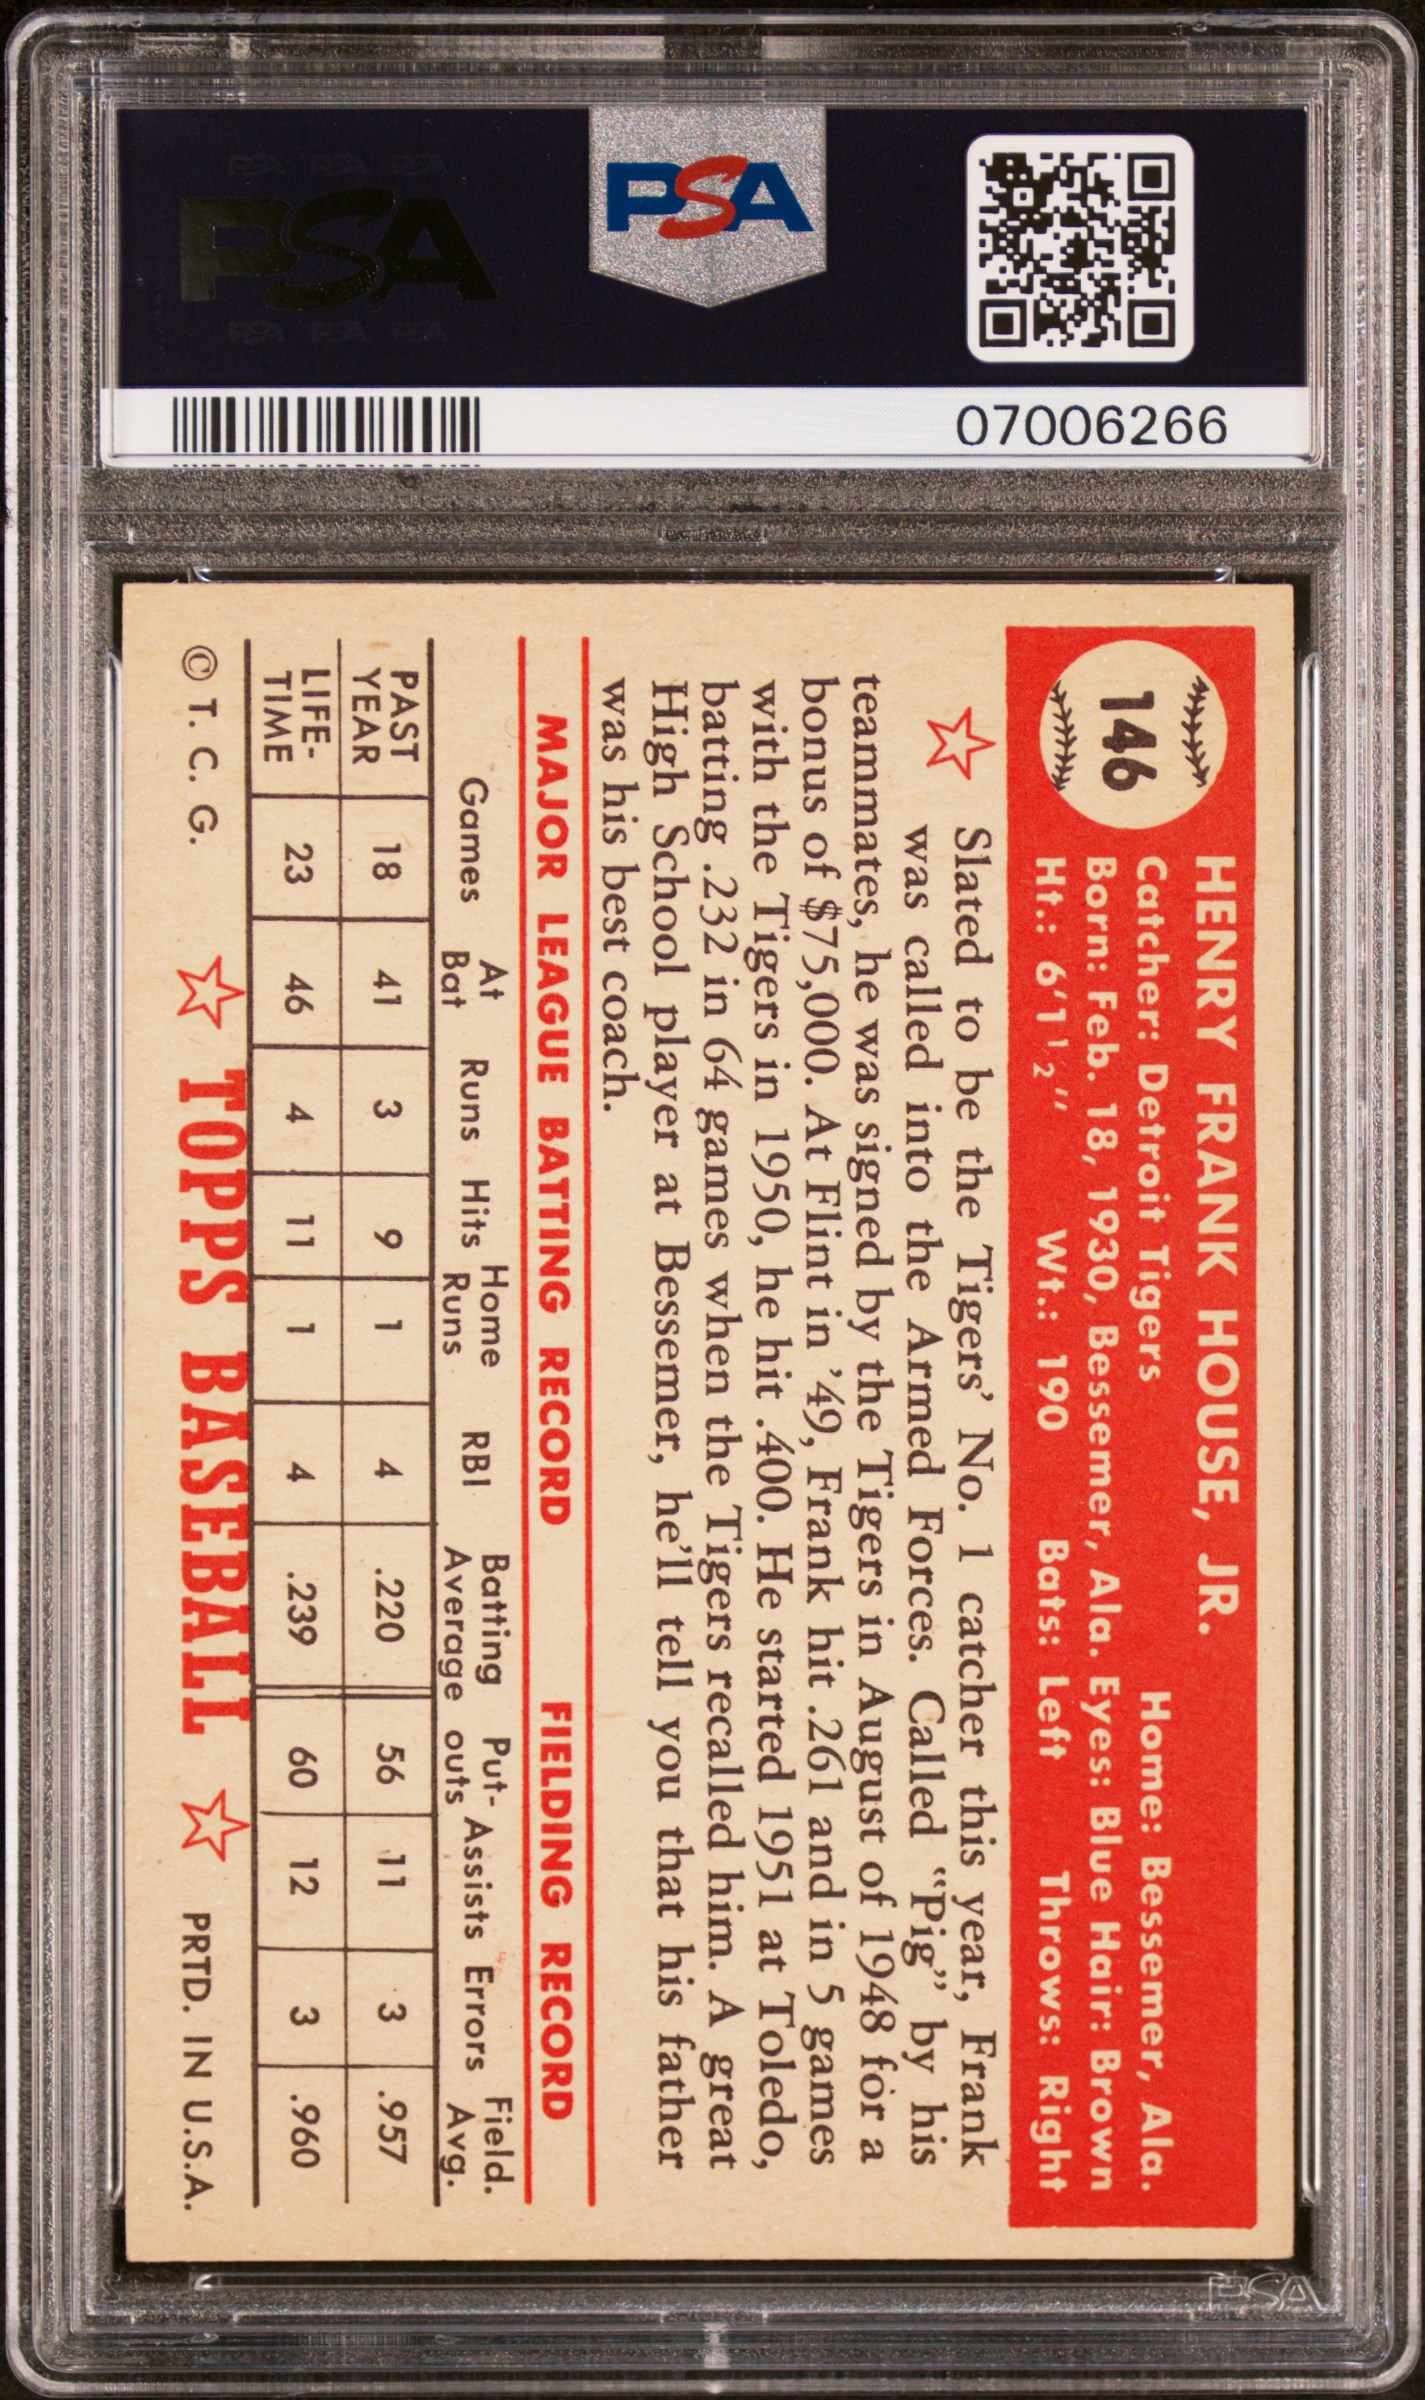 PSA PSA PSA
PSA
PSA PSA PSA
PSA
07006266
146
HENRY FRANK HOUSE, JR.
Catcher: Detroit Tigers Home: Bessemer, Ala.
Born: Feb. 18, 1930, Bessemer, Ala. Eyes: Blue Hair: Brown
Ht.: 6'1½" Wt.: 190 Bats: Left Throws: Right
Slated to be the Tigers' No. 1 catcher this year, Frank
was called into the Armed Forces. Called "Pig" by his
teammates, he was signed by the Tigers in August of 1948 for a
bonus of $75,000. At Flint in '49, Frank hit .261 and in 5 games
with the Tigers in 1950, he hit .400. He started 1951 at Toledo,
batting .232 in 64 games when the Tigers recalled him. A great
High School player at Bessemer, he'll tell you that his father
was his best coach.
MAJOR LEAGUE BATTING RECORD FIELDING RECORD
Games At Bat Runs Hits Home Runs RBI Batting Average Put-outs Assists Errors Field. Avg.
PAST YEAR 18 41 3 9 1 4 .220 56 11 3 .957
LIFE-TIME 23 46 4 11 1 4 .239 60 12 3 .960
© T. C. G. TOPPS BASEBALL PRTD. IN U.S.A.
PSA